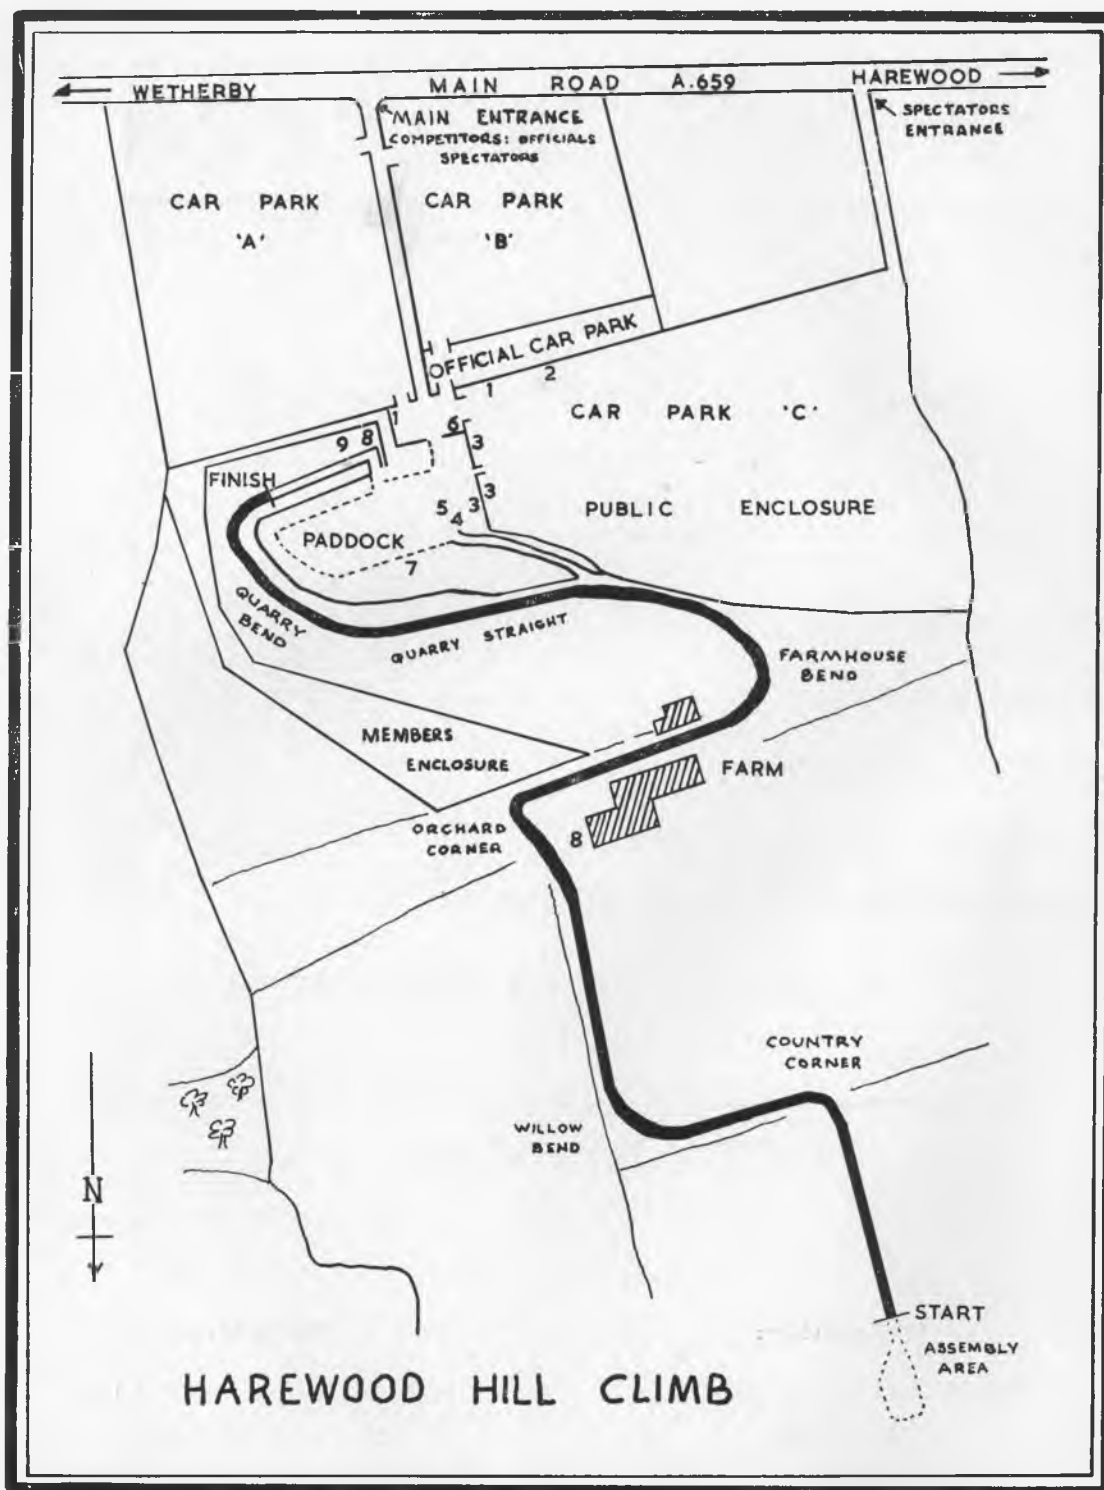 WETHERBY MAIN ROAD A.659 HAREWOOD
MAIN ENTRANCE
COMPETITORS: OFFICIALS
SPECTATORS
SPECTATORS
ENTRANCE
CAR PARK
'A'
CAR PARK
'B'
OFFICIAL CAR PARK
1 2
CAR PARK 'C'
1
6
3
9 8
FINISH
3
5 3
4
PUBLIC ENCLOSURE
PADDOCK
7
QUARRY
BEND
QUARRY STRAIGHT
FARMHOUSE
BEND
MEMBERS
ENCLOSURE
FARM
ORCHARD
CORNER
8
COUNTRY
CORNER
WILLOW
BEND
N
START
ASSEMBLY
AREA
HAREWOOD HILL CLIMB